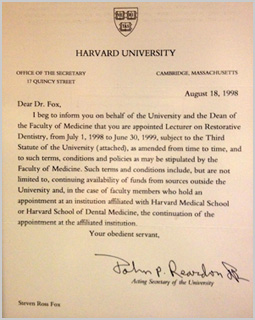 HARVARD UNIVERSITY
OFFICE OF THE SECRETARY
17 QUINCY STREET
CAMBRIDGE, MASSACHUSETTS
August 18, 1998
Dear Dr. Fox,
I beg to inform you on behalf of the University and the Dean of
the Faculty of Medicine that you are appointed Lecturer on Restorative
Dentistry, from July 1, 1998 to June 30, 1999, subject to the Third
Statute of the University (attached), as amended from time to time, and
to such terms, conditions and policies as may be stipulated by the
Faculty of Medicine. Such terms and conditions include, but are not
limited to, continuing availability of funds from sources outside the
University and, in the case of faculty members who hold an
appointment at an institution affiliated with Harvard Medical School
or Harvard School of Dental Medicine, the continuation of the
appointment at the affiliated institution.
Your obedient servant,
John P. Reardon JR
Acting Secretary of the University
Steven Ross Fox